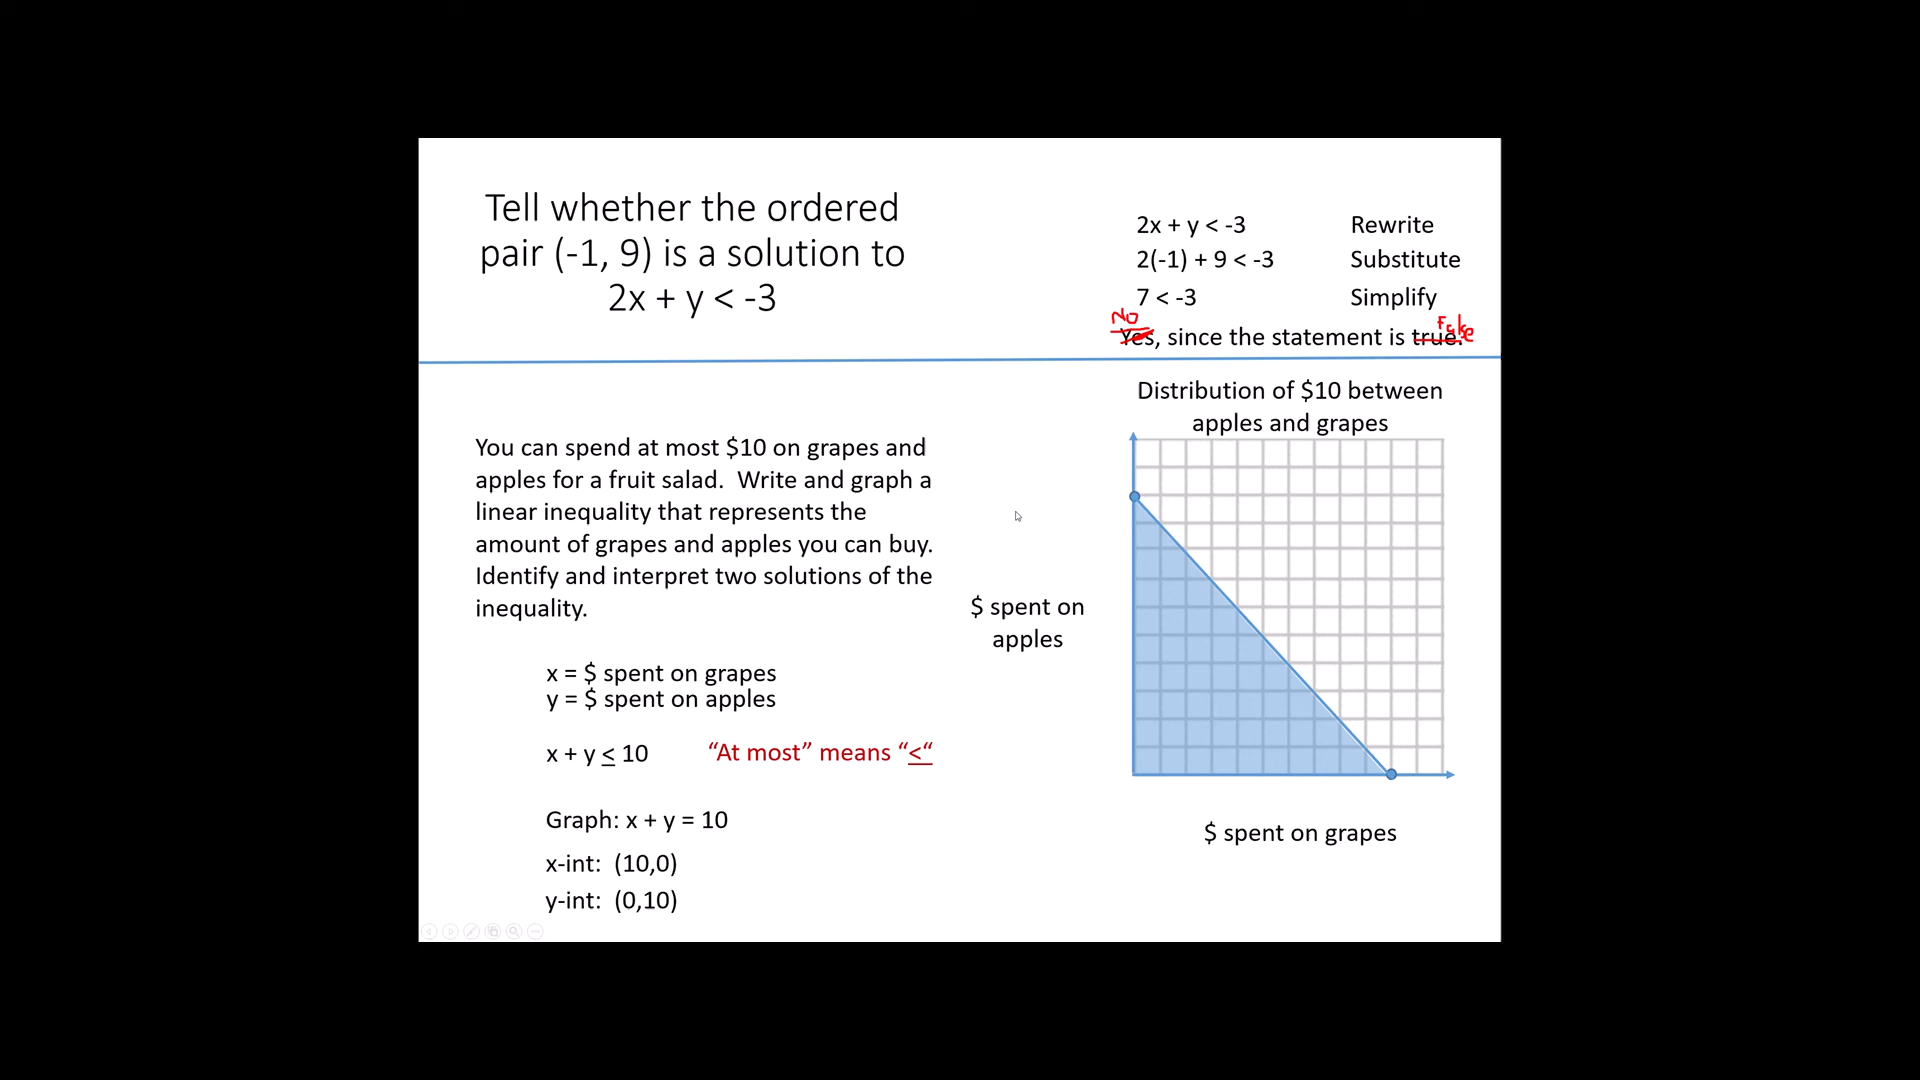 Tell whether the ordered
pair (-1, 9) is a solution to
2x + y < -3
2x + y < -3 Rewrite
2(-1) + 9 < -3 Substitute
7 < -3 Simplify
No False
Yes, since the statement is true.
Distribution of $10 between
apples and grapes
You can spend at most $10 on grapes and
apples for a fruit salad. Write and graph a
linear inequality that represents the
amount of grapes and apples you can buy.
Identify and interpret two solutions of the
inequality.
$ spent on
apples
x = $ spent on grapes
y = $ spent on apples
x + y ≤ 10 “At most” means “≤“
Graph: x + y = 10
x-int: (10,0)
y-int: (0,10)
$ spent on grapes